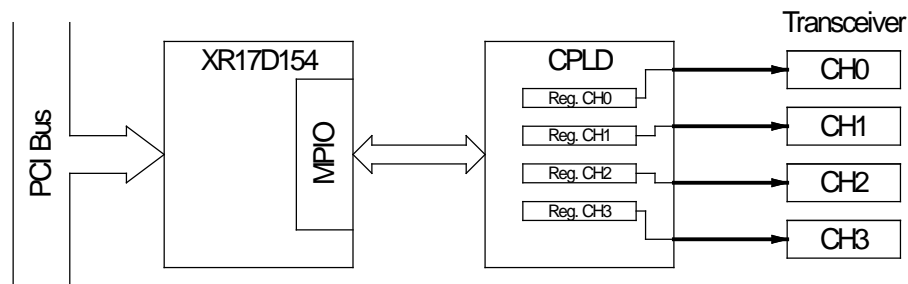 Transceiver
XR17D154
CPLD
CH0
Reg. CH0
CH1
Reg. CH1
PCI Bus
MPIO
Reg. CH2
CH2
Reg. CH3
CH3